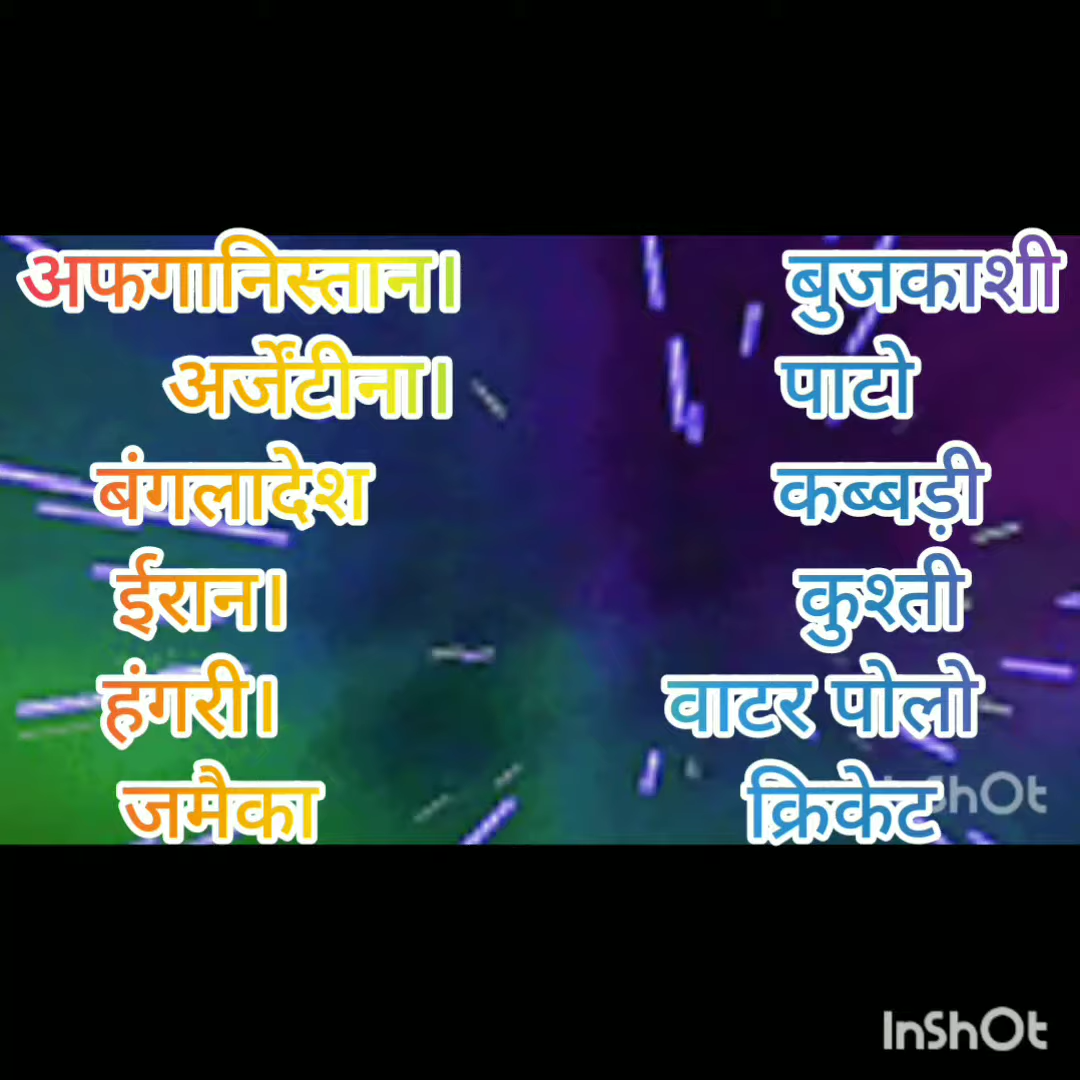 अफगानिस्तान। बुजकाशी
अर्जेंटीना। पाटो
बंगलादेश कब्बड़ी
ईरान। कुश्ती
हंगरी। वाटर पोलो
जमैका क्रिकेट
InShOt